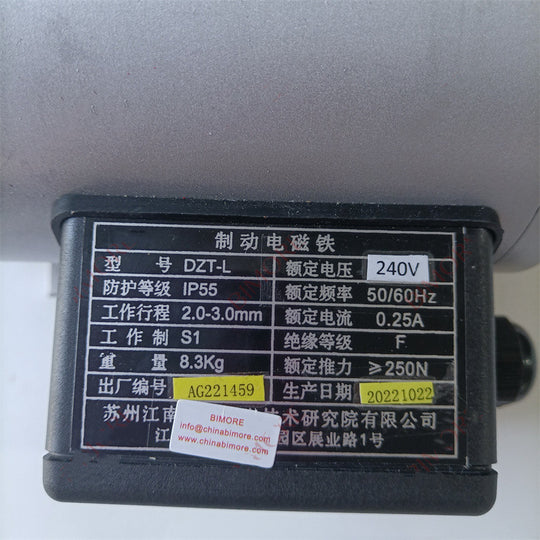 制动电磁铁
型号 DZT-L 额定电压 240V
防护等级 IP55 额定频率 50/60Hz
工作行程 2.0-3.0mm 额定电流 0.25A
工作制 S1 绝缘等级 F
重量 8.3Kg 额定推力 ≥250N
出厂编号 AG221459 生产日期 20221022
苏州江南 技术研究院有限公司
江 园区展业路1号
BIMORE
info@chinabimore.com
www.chinabimore.com